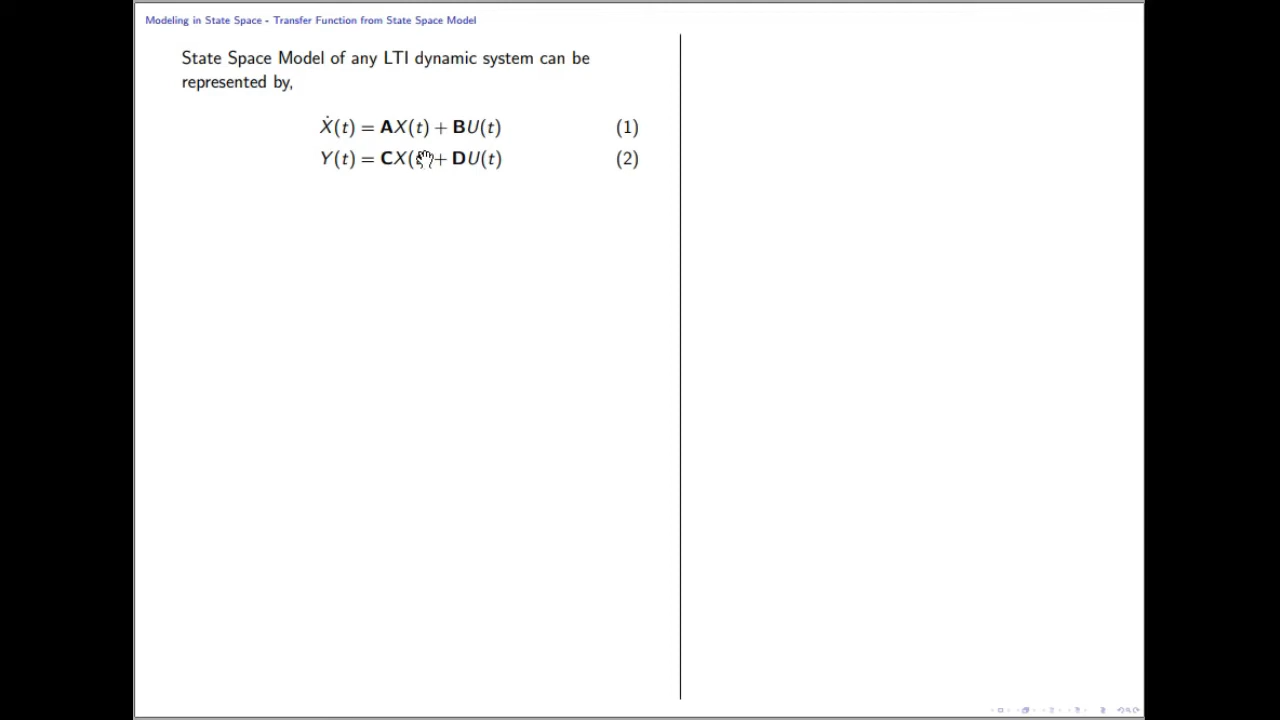 Modeling in State Space - Transfer Function from State Space Model
State Space Model of any LTI dynamic system can be
represented by,
Ẋ(t) = AX(t) + BU(t) (1)
Y(t) = CX( + DU(t) (2)